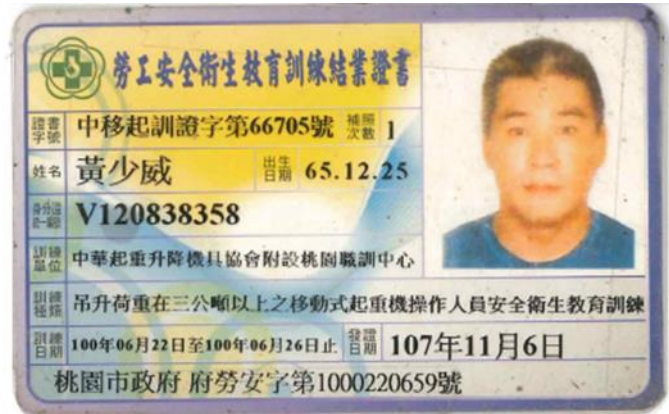 勞工安全衛生教育訓練結業證書
證書字號 中移起訓證字第66705號 補照次數 1
姓名 黃少威 出生日期 65.12.25
身分證統一編號 V120838358
訓練單位 中華起重升降機具協會附設桃園職訓中心
訓練種類 吊升荷重在三公噸以上之移動式起重機操作人員安全衛生教育訓練
訓練日期 100年06月22日至100年06月26日止 發證日期 107年11月6日
桃園市政府 府勞安字第1000220659號